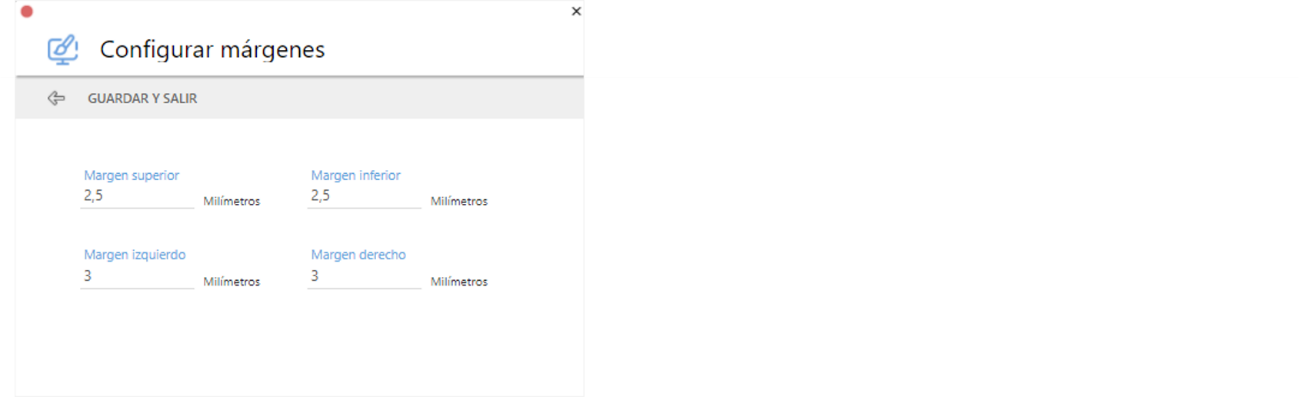 Configurar márgenes
GUARDAR Y SALIR
Margen superior Margen inferior
2,5 Milímetros 2,5 Milímetros
Margen izquierdo Margen derecho
3 Milímetros 3 Milímetros